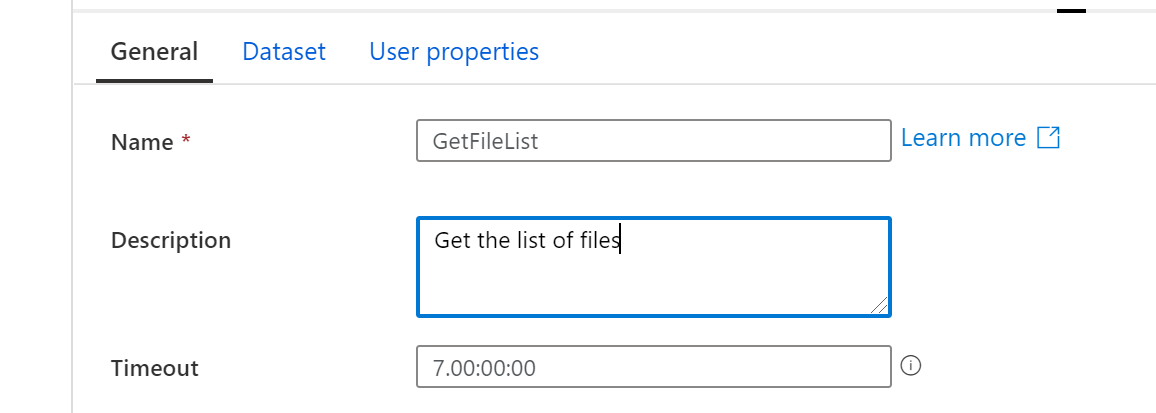 General Dataset User properties
Name * GetFileList Learn more
Description Get the list of files
Timeout 7.00:00:00